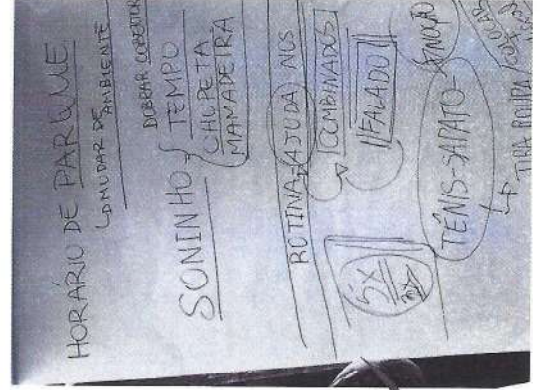 HORÁRIO DE PARQUE
↳ MUDAR DE AMBIENTE
DOBRAR COBERTOR
SONINHO { TEMPO
CHUPETA
MAMADEIRA
ROTINA → AJUDA NOS
COMBINADOS
FALADO!!
5x
TÊNIS - SAPATO -
↳ TIRA ROUPA